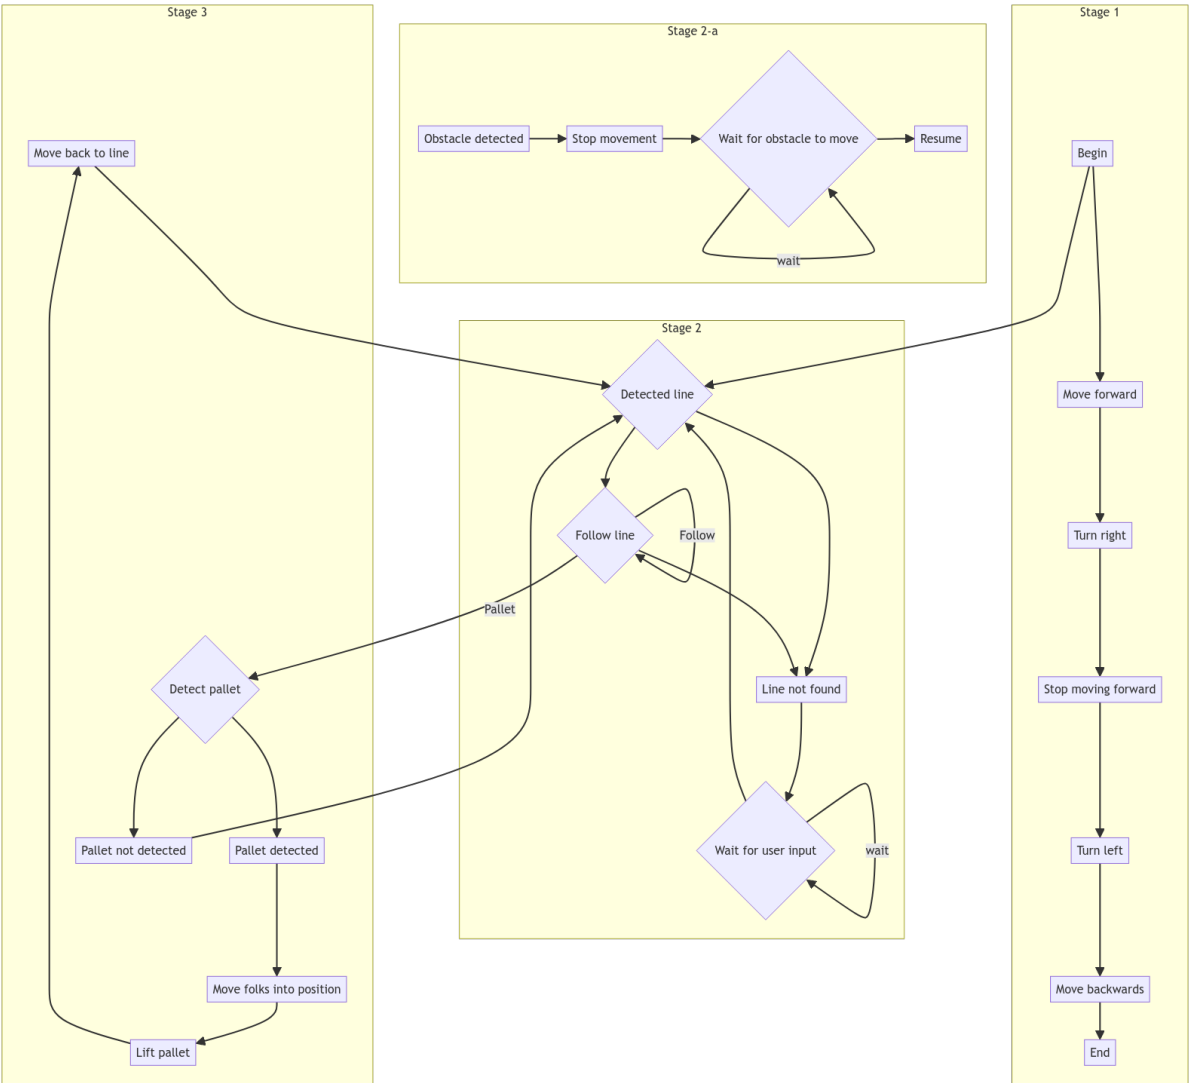 Stage 3
Stage 2-a
Stage 1
Move back to line
Obstacle detected
Stop movement
Wait for obstacle to move
Resume
wait
Begin
Stage 2
Detected line
Follow line
Follow
Pallet
Line not found
Wait for user input
wait
Detect pallet
Pallet not detected
Pallet detected
Move folks into position
Lift pallet
Move forward
Turn right
Stop moving forward
Turn left
Move backwards
End